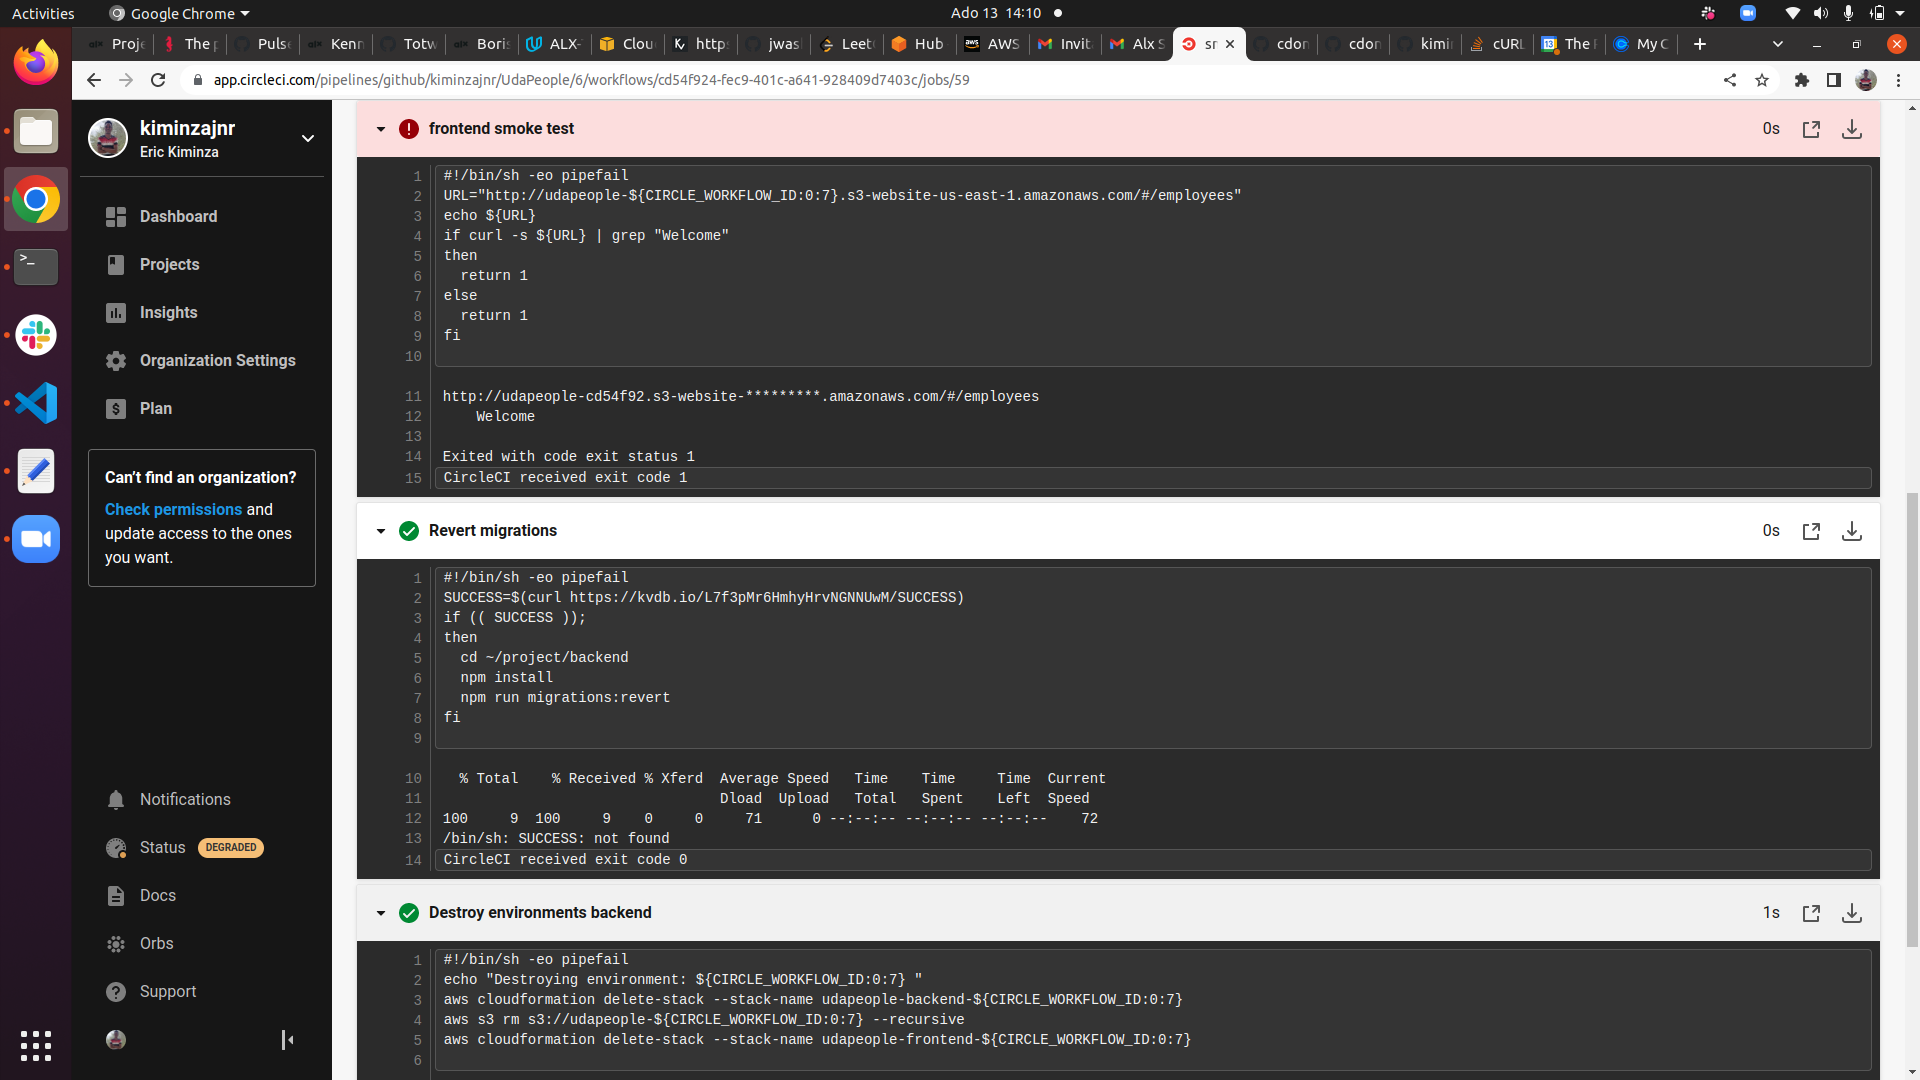 Activities
Google Chrome
Ado 13 14:10
Proje
The p
Pulse
Kenn
Totw
Boris
ALX-T
Clou
https
jwas
Leet
Hub
AWS
Invit
Alx S
sr
cdon
cdon
kimi
cURL
The
My C
app.circleci.com/pipelines/github/kiminzajnr/UdaPeople/6/workflows/cd54f924-fec9-401c-a641-928409d7403c/jobs/59
kiminzajnr
Eric Kiminza
Dashboard
Projects
Insights
Organization Settings
Plan
Can't find an organization?
Check permissions and
update access to the ones
you want.
Notifications
Status DEGRADED
Docs
Orbs
Support
frontend smoke test
0s
1 #!/bin/sh -eo pipefail
2 URL="http://udapeople-${CIRCLE_WORKFLOW_ID:0:7}.s3-website-us-east-1.amazonaws.com/#/employees"
3 echo ${URL}
4 if curl -s ${URL} | grep "Welcome"
5 then
6   return 1
7 else
8   return 1
9 fi
10
11 http://udapeople-cd54f92.s3-website-*********.amazonaws.com/#/employees
12     Welcome
13
14 Exited with code exit status 1
15 CircleCI received exit code 1
Revert migrations
0s
1 #!/bin/sh -eo pipefail
2 SUCCESS=$(curl https://kvdb.io/L7f3pMr6HmhyHrvNGNNUwM/SUCCESS)
3 if (( SUCCESS ));
4 then
5   cd ~/project/backend
6   npm install
7   npm run migrations:revert
8 fi
9
10   % Total    % Received % Xferd  Average Speed   Time    Time     Time  Current
11                                  Dload  Upload   Total   Spent    Left  Speed
12 100     9  100     9    0     0     71      0 --:--:-- --:--:-- --:--:--    72
13 /bin/sh: SUCCESS: not found
14 CircleCI received exit code 0
Destroy environments backend
1s
1 #!/bin/sh -eo pipefail
2 echo "Destroying environment: ${CIRCLE_WORKFLOW_ID:0:7} "
3 aws cloudformation delete-stack --stack-name udapeople-backend-${CIRCLE_WORKFLOW_ID:0:7}
4 aws s3 rm s3://udapeople-${CIRCLE_WORKFLOW_ID:0:7} --recursive
5 aws cloudformation delete-stack --stack-name udapeople-frontend-${CIRCLE_WORKFLOW_ID:0:7}
6